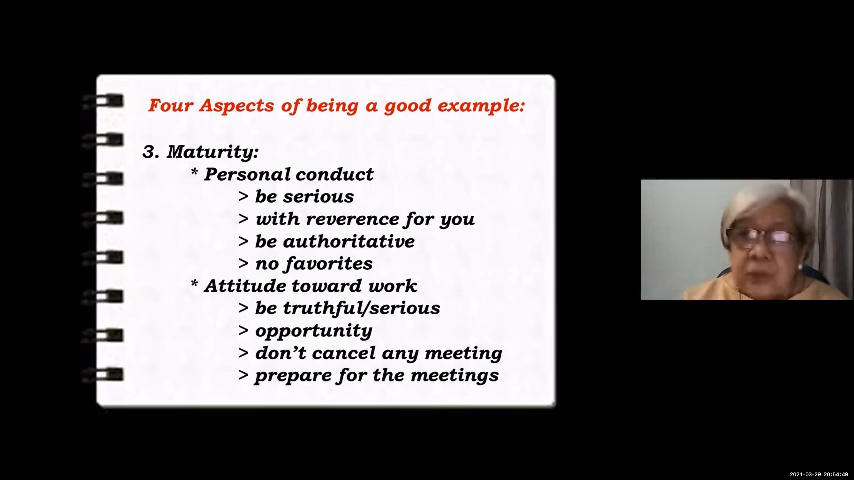 Four Aspects of being a good example:
3. Maturity:
* Personal conduct
> be serious
> with reverence for you
> be authoritative
> no favorites
* Attitude toward work
> be truthful/serious
> opportunity
> don't cancel any meeting
> prepare for the meetings